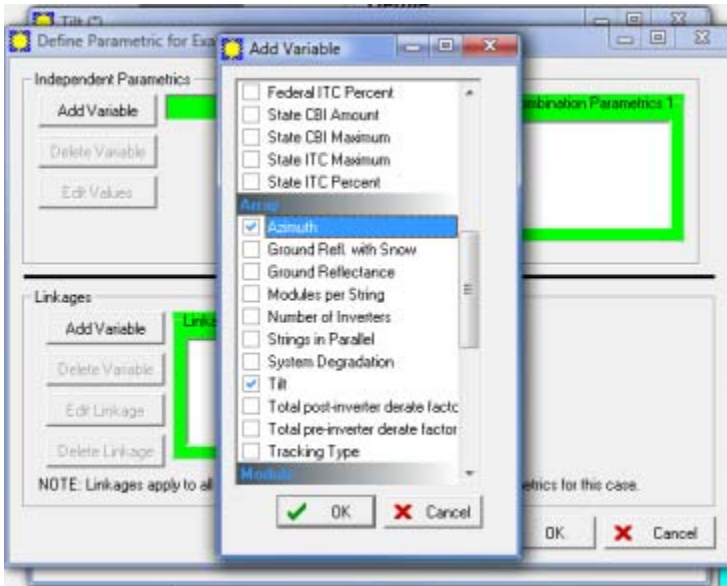 Tilt (*)
Define Parametric for Exa
Add Variable
Independent Parametrics
Add Variable
Delete Variable
Edit Values
ombination Parametrics 1
Federal ITC Percent
State CBI Amount
State CBI Maximum
State ITC Maximum
State ITC Percent
Array
Azimuth
Ground Refl. with Snow
Ground Reflectance
Modules per String
Number of Inverters
Strings in Parallel
System Degradation
Tilt
Total post-inverter derate factc
Total pre-inverter derate factor
Tracking Type
Module
OK
Cancel
Linkages
Add Variable
Linka
Delete Variable
Edit Linkage
Delete Linkage
NOTE: Linkages apply to all
etrics for this case.
OK
Cancel